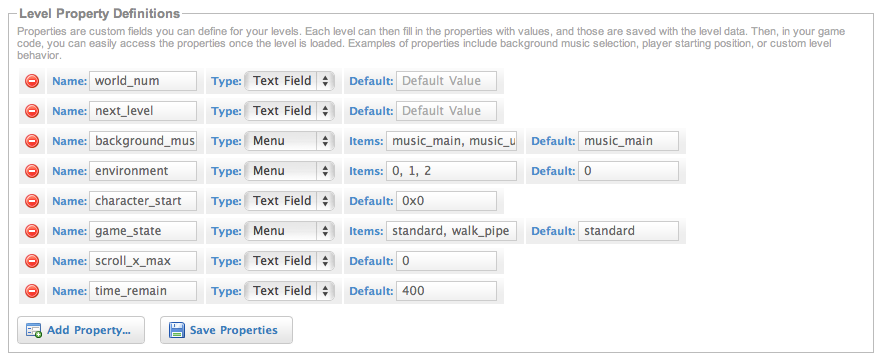 Level Property Definitions
Properties are custom fields you can define for your levels. Each level can then fill in the properties with values, and those are saved with the level data. Then, in your game
code, you can easily access the properties once the level is loaded. Examples of properties include background music selection, player starting position, or custom level
behavior.
Name: world_num Type: Text Field Default: Default Value
Name: next_level Type: Text Field Default: Default Value
Name: background_mus Type: Menu Items: music_main, music_u Default: music_main
Name: environment Type: Menu Items: 0, 1, 2 Default: 0
Name: character_start Type: Text Field Default: 0x0
Name: game_state Type: Menu Items: standard, walk_pipe Default: standard
Name: scroll_x_max Type: Text Field Default: 0
Name: time_remain Type: Text Field Default: 400
Add Property... Save Properties